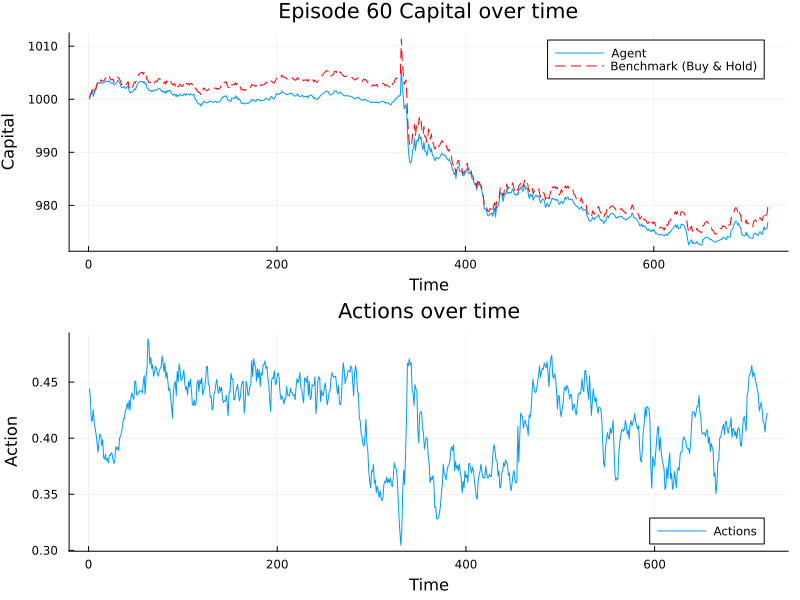 Episode 60 Capital over time
1010
1000
990
980
Capital
Agent
Benchmark (Buy & Hold)
0 200 400 600
Time
Actions over time
0.45
0.40
0.35
0.30
Action
Actions
0 200 400 600
Time